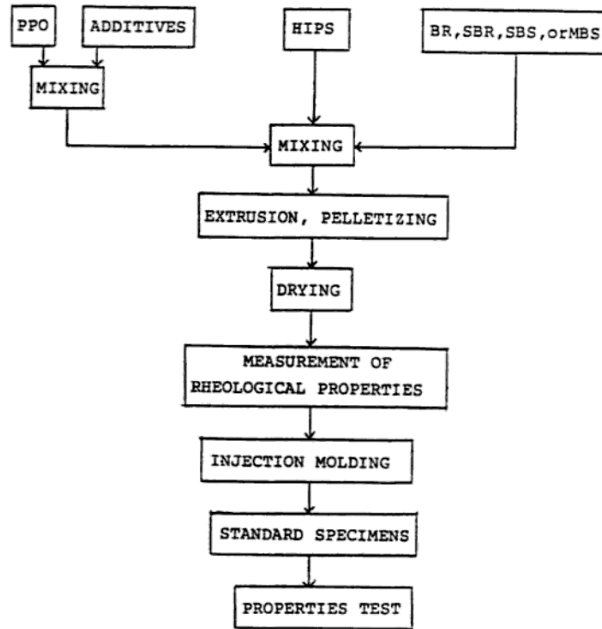 PPO
ADDITIVES
HIPS
BR,SBR,SBS,orMBS
MIXING
MIXING
EXTRUSION, PELLETIZING
DRYING
MEASUREMENT OF
RHEOLOGICAL PROPERTIES
INJECTION MOLDING
STANDARD SPECIMENS
PROPERTIES TEST